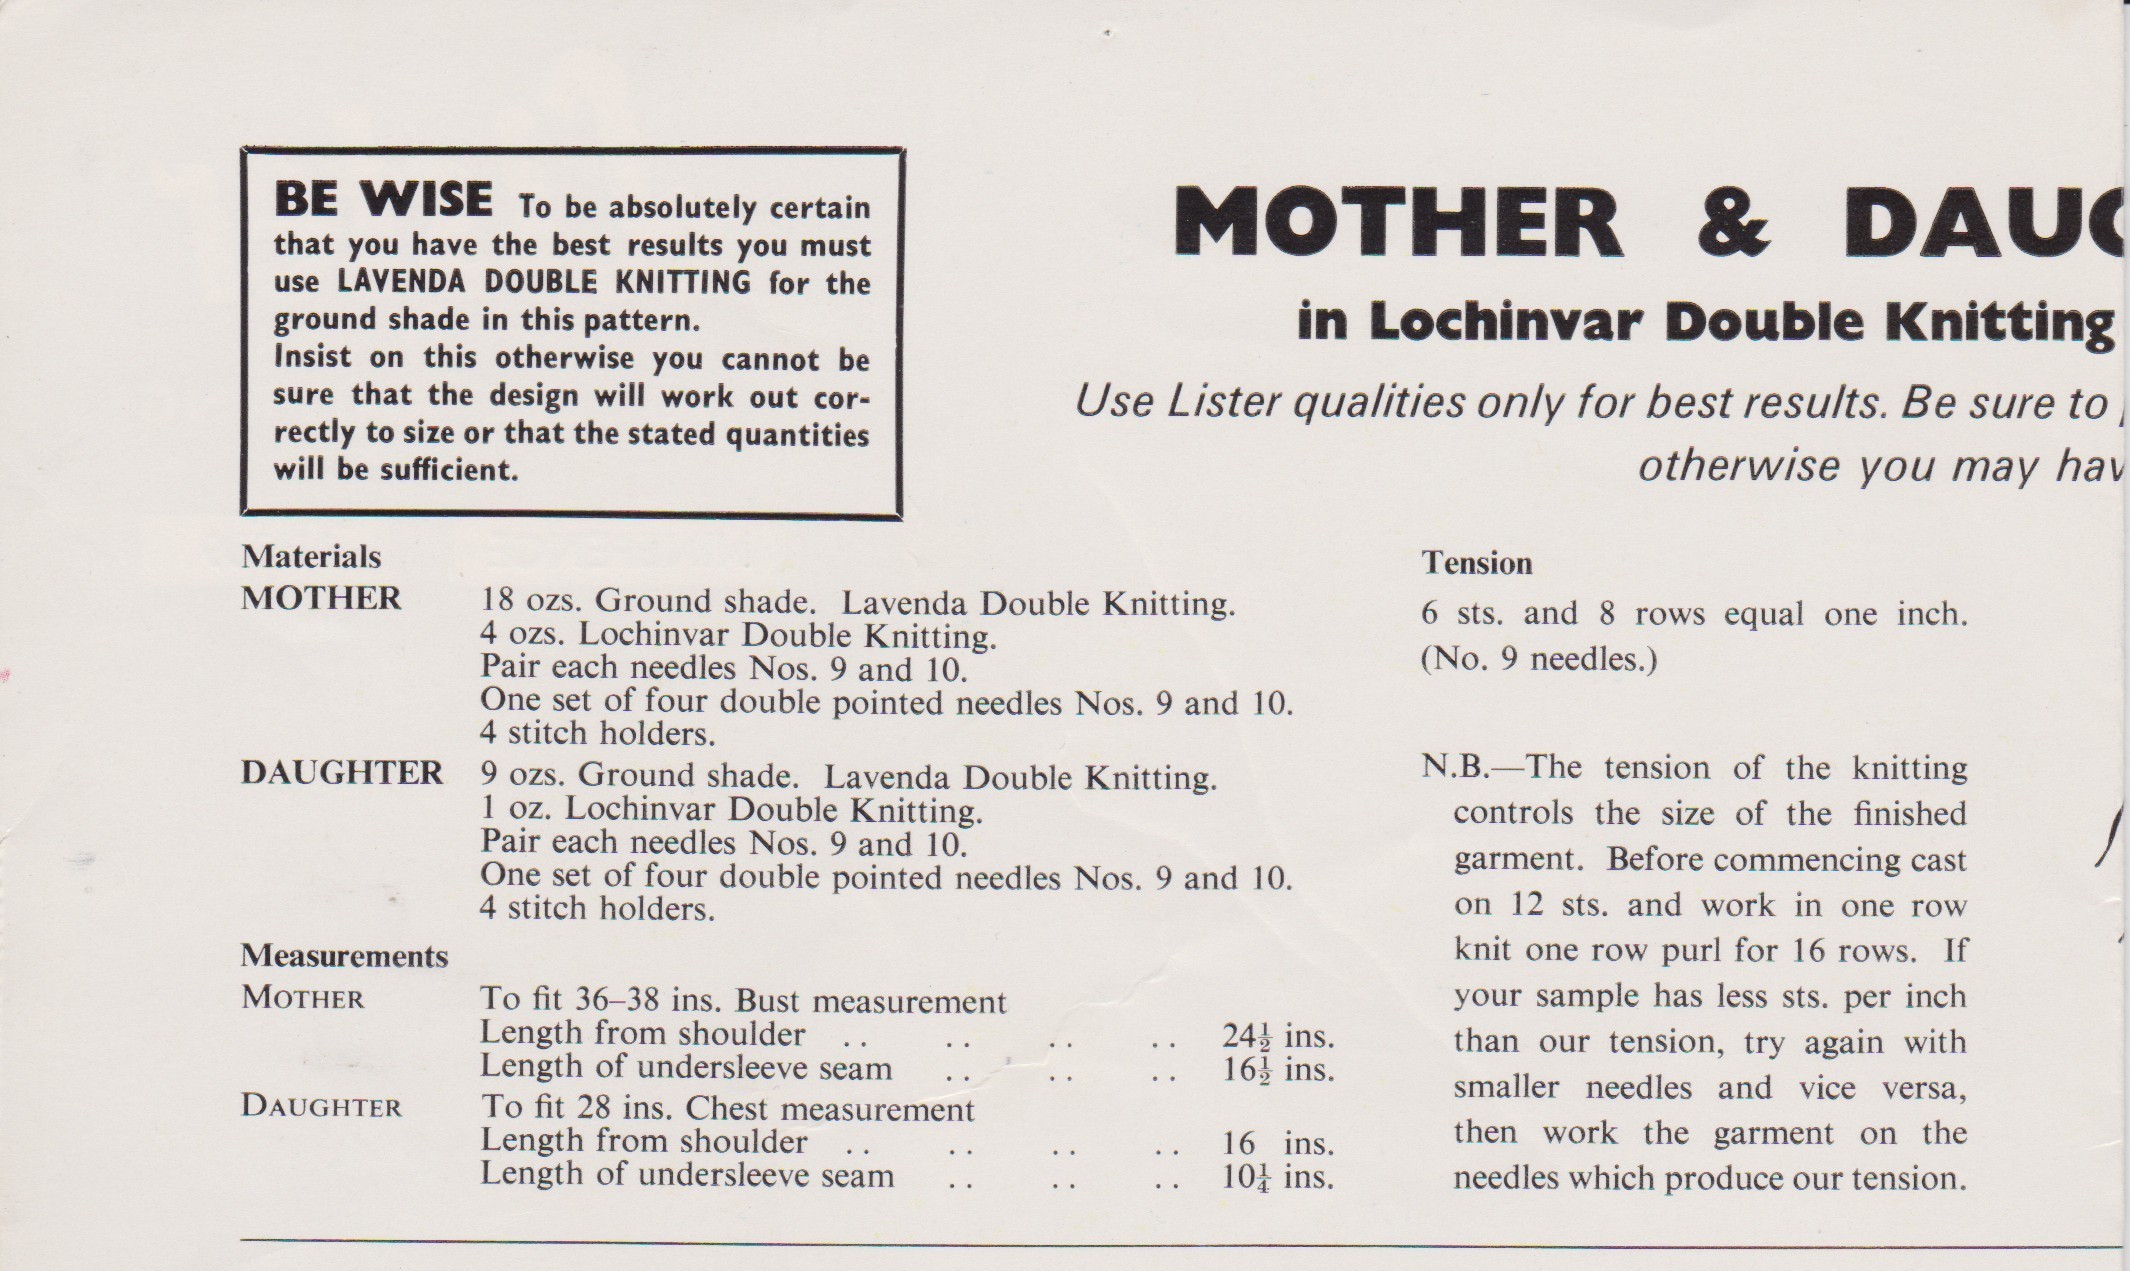 BE WISE To be absolutely certain
that you have the best results you must
use LAVENDA DOUBLE KNITTING for the
ground shade in this pattern.
Insist on this otherwise you cannot be
sure that the design will work out cor-
rectly to size or that the stated quantities
will be sufficient.
MOTHER & DAUG
in Lochinvar Double Knitting
Use Lister qualities only for best results. Be sure to
otherwise you may hav
Materials
MOTHER 18 ozs. Ground shade. Lavenda Double Knitting.
4 ozs. Lochinvar Double Knitting.
Pair each needles Nos. 9 and 10.
One set of four double pointed needles Nos. 9 and 10.
4 stitch holders.
DAUGHTER 9 ozs. Ground shade. Lavenda Double Knitting.
1 oz. Lochinvar Double Knitting.
Pair each needles Nos. 9 and 10.
One set of four double pointed needles Nos. 9 and 10.
4 stitch holders.
Measurements
MOTHER To fit 36–38 ins. Bust measurement
Length from shoulder .. .. .. .. 24½ ins.
Length of undersleeve seam .. .. .. 16½ ins.
DAUGHTER To fit 28 ins. Chest measurement
Length from shoulder .. .. .. .. 16 ins.
Length of undersleeve seam .. .. .. 10¼ ins.
Tension
6 sts. and 8 rows equal one inch.
(No. 9 needles.)
N.B.—The tension of the knitting
controls the size of the finished
garment. Before commencing cast
on 12 sts. and work in one row
knit one row purl for 16 rows. If
your sample has less sts. per inch
than our tension, try again with
smaller needles and vice versa,
then work the garment on the
needles which produce our tension.